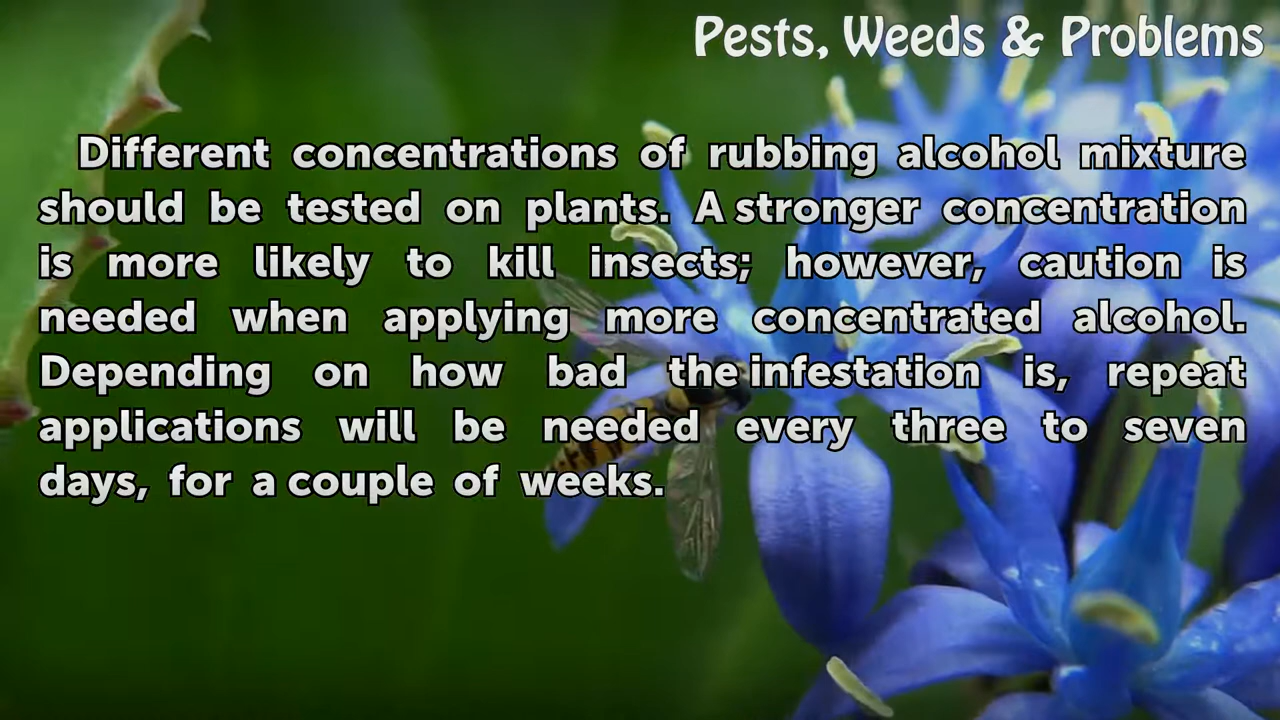 Pests, Weeds & Problems
Different concentrations of rubbing alcohol mixture
should be tested on plants. A stronger concentration
is more likely to kill insects; however, caution is
needed when applying more concentrated alcohol.
Depending on how bad the infestation is, repeat
applications will be needed every three to seven
days, for a couple of weeks.